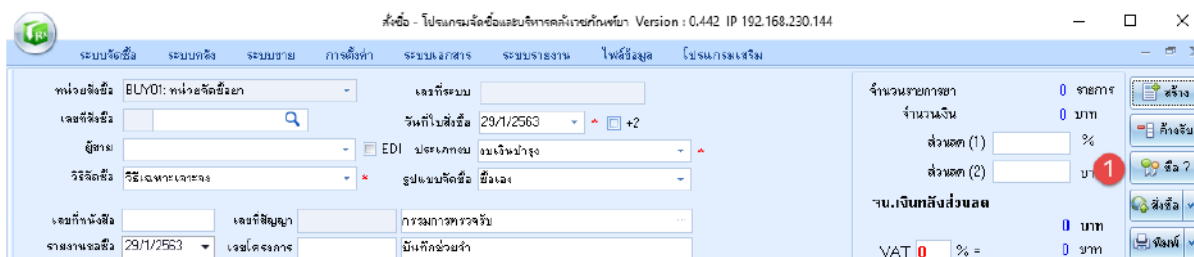 สั่งซื้อ - โปรแกรมจัดซื้อและบริหารคลังเวชภัณฑ์ยา Version : 0.442 IP 192.168.230.144
ระบบจัดซื้อ ระบบคลัง ระบบขาย การตั้งค่า ระบบเอกสาร ระบบรายงาน ไฟล์ข้อมูล โปรแกรมเสริม
หน่วยสั่งซื้อ BUY01: หน่วยจัดซื้อยา เลขที่ระบบ จำนวนรายการยา 0 รายการ สร้าง
เลขที่สั่งซื้อ วันที่ใบสั่งซื้อ 29/1/2563 * +2 จำนวนเงิน 0 บาท
ผู้ขาย EDI ประเภทงบ งบเงินบำรุง * ส่วนลด (1) % ค้างรับ
วิธีจัดซื้อ วิธีเฉพาะเจาะจง * รูปแบบจัดซื้อ ซื้อเอง ส่วนลด (2) บา 1 ซื้อ ?
จน.เงินหลังส่วนลด สั่งซื้อ
เลขที่หนังสือ เลขที่สัญญา กรรมการตรวจรับ ... 0 บาท
รายงานขอซื้อ 29/1/2563 เลขโครงการ บันทึกช่วยจำ VAT 0 % = 0 บาท พิมพ์